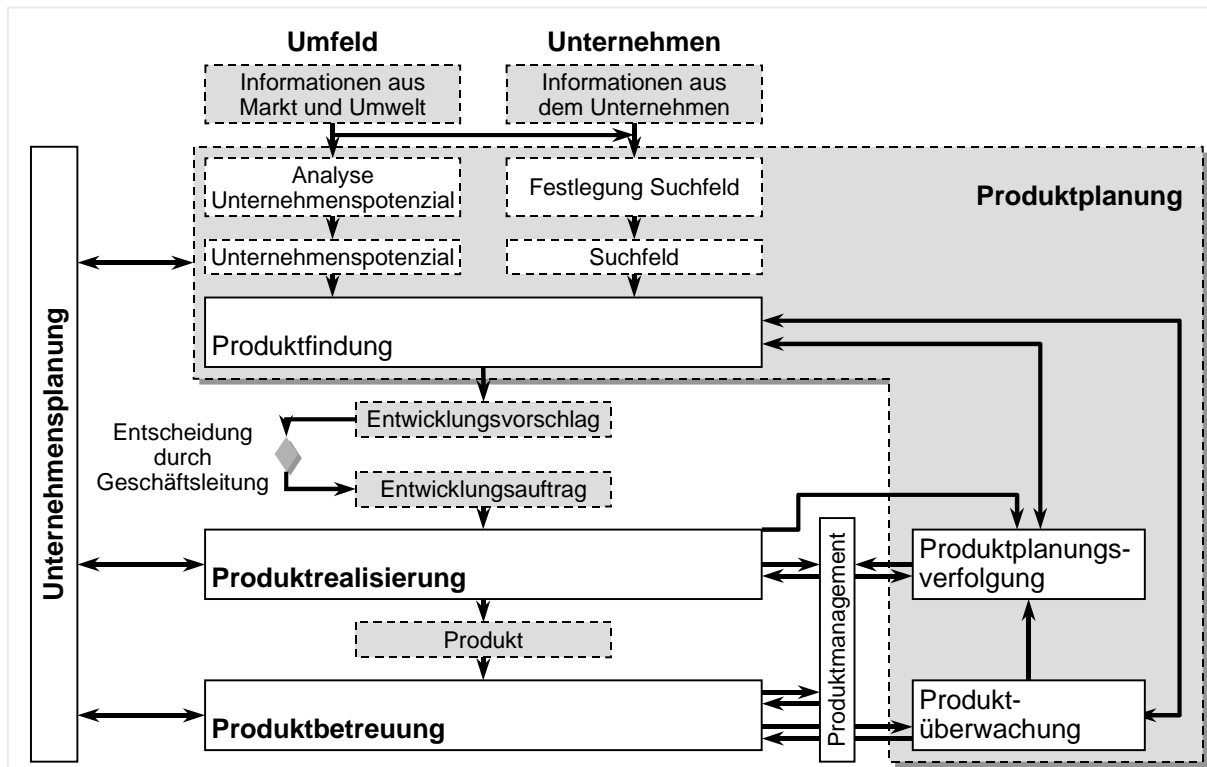 Umfeld
Unternehmen
Informationen aus
Markt und Umwelt
Informationen aus
dem Unternehmen
Analyse
Unternehmenspotenzial
Festlegung Suchfeld
Produktplanung
Unternehmenspotenzial
Suchfeld
Unternehmensplanung
Produktfindung
Entwicklungsvorschlag
Entscheidung
durch
Geschäftsleitung
Entwicklungsauftrag
Produktrealisierung
Produktmanagement
Produktplanungs-
verfolgung
Produkt
Produktbetreuung
Produkt-
überwachung